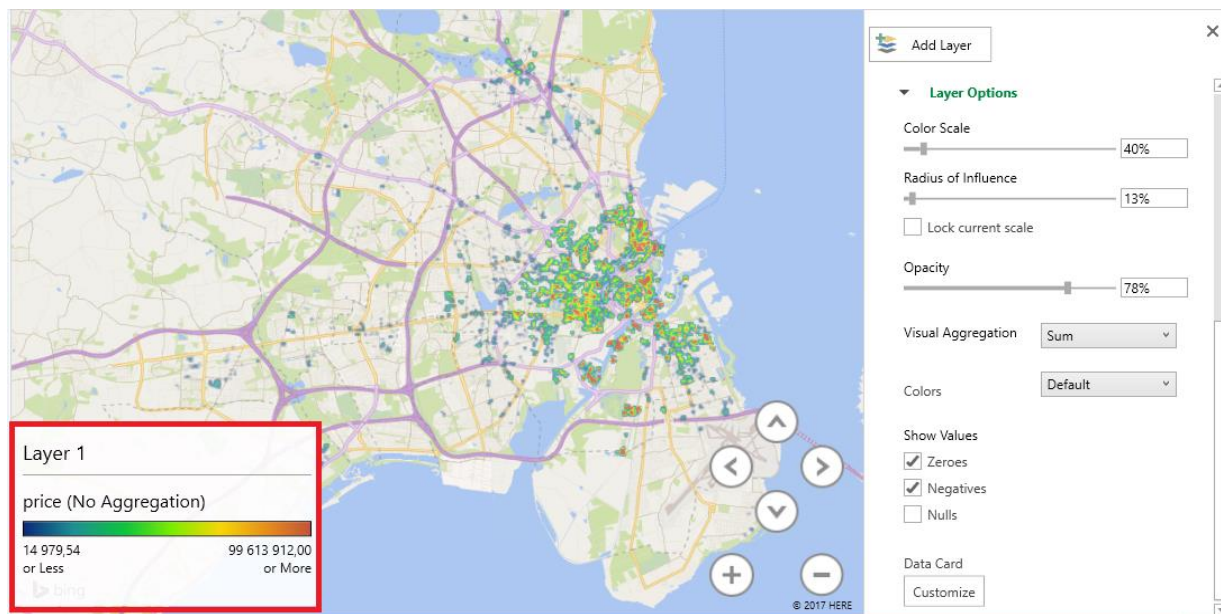 Add Layer
Layer Options
Color Scale
40%
Radius of Influence
13%
Lock current scale
Opacity
78%
Visual Aggregation
Sum
Colors
Default
Show Values
Zeroes
Negatives
Nulls
Data Card
Customize
Layer 1
price (No Aggregation)
14 979,54
99 613 912,00
or Less
or More
bing
© 2017 HERE